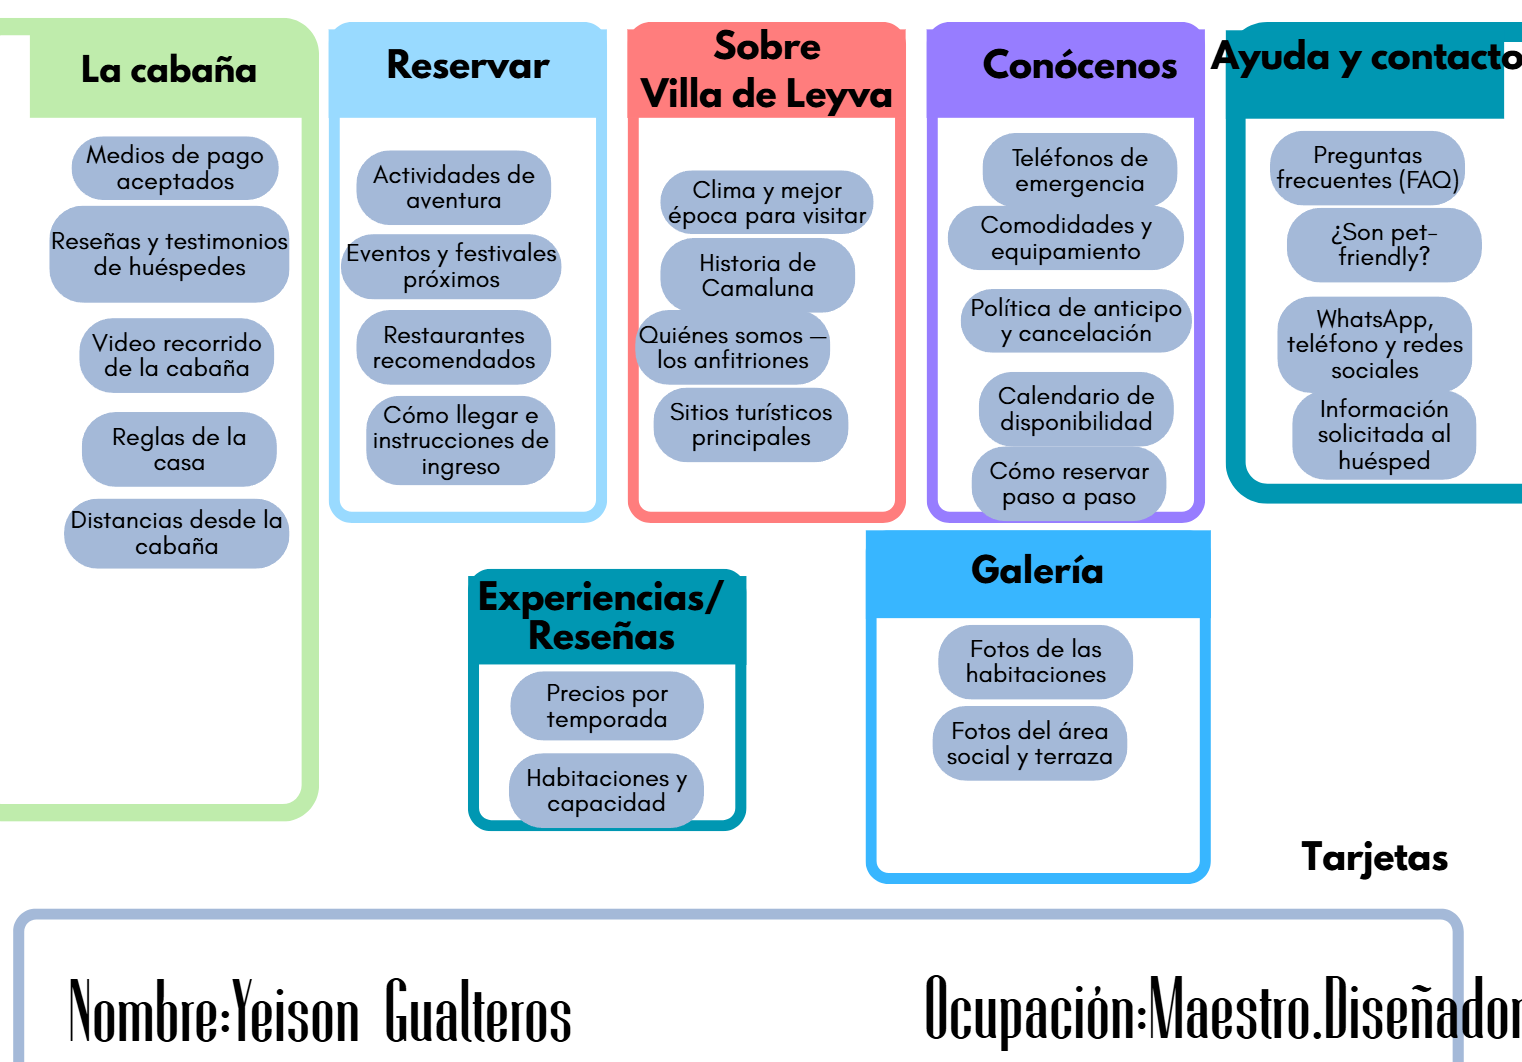 La cabaña
Medios de pago
aceptados
Reseñas y testimonios
de huéspedes
Video recorrido
de la cabaña
Reglas de la
casa
Distancias desde la
cabaña
Reservar
Actividades de
aventura
Eventos y festivales
próximos
Restaurantes
recomendados
Cómo llegar e
instrucciones de
ingreso
Sobre
Villa de Leyva
Clima y mejor
época para visitar
Historia de
Camaluna
Quiénes somos —
los anfitriones
Sitios turísticos
principales
Conócenos
Teléfonos de
emergencia
Comodidades y
equipamiento
Política de anticipo
y cancelación
Calendario de
disponibilidad
Cómo reservar
paso a paso
Ayuda y contacto
Preguntas
frecuentes (FAQ)
¿Son pet-
friendly?
WhatsApp,
teléfono y redes
sociales
Información
solicitada al
huésped
Experiencias/
Reseñas
Precios por
temporada
Habitaciones y
capacidad
Galería
Fotos de las
habitaciones
Fotos del área
social y terraza
Tarjetas
Nombre:Yeison Gualteros
Ocupación:Maestro.Diseñador